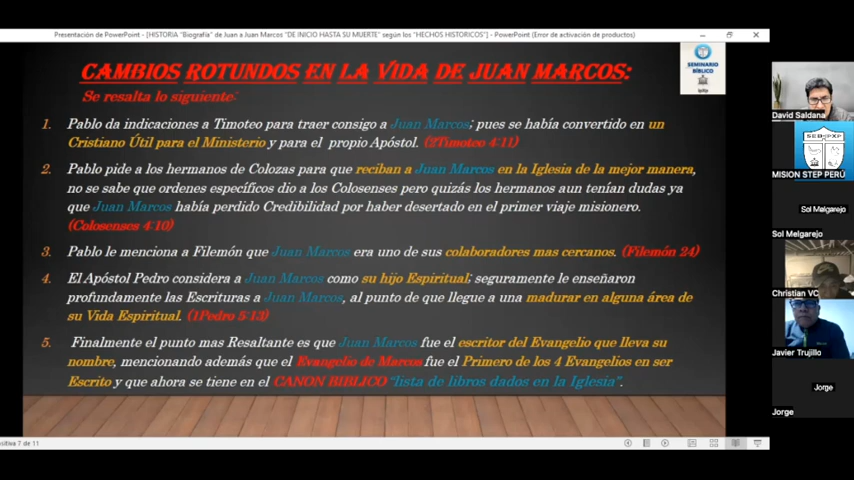 Presentación de PowerPoint - [HISTORIA "Biografía" de Juan a Juan Marcos "DE INICIO HASTA SU MUERTE" según los "HECHOS HISTORICOS"] - PowerPoint (Error de activación de productos)
CAMBIOS ROTUNDOS EN LA VIDA DE JUAN MARCOS:
SEMINARIO
BÍBLICO
Se resalta lo siguiente:
1. Pablo da indicaciones a Timoteo para traer consigo a Juan Marcos; pues se había convertido en un
Cristiano Útil para el Ministerio y para el propio Apóstol. (2Timoteo 4:11)
2. Pablo pide a los hermanos de Colozas para que reciban a Juan Marcos en la Iglesia de la mejor manera,
no se sabe que ordenes específicos dio a los Colosenses pero quizás los hermanos aun tenían dudas ya
que Juan Marcos había perdido Credibilidad por haber desertado en el primer viaje misionero.
(Colosenses 4:10)
3. Pablo le menciona a Filemón que Juan Marcos era uno de sus colaboradores mas cercanos. (Filemón 24)
4. El Apóstol Pedro considera a Juan Marcos como su hijo Espiritual; seguramente le enseñaron
profundamente las Escrituras a Juan Marcos, al punto de que llegue a una madurar en alguna área de
su Vida Espiritual. (1Pedro 5:13)
5. Finalmente el punto mas Resaltante es que Juan Marcos fue el escritor del Evangelio que lleva su
nombre, mencionando además que el Evangelio de Marcos fue el Primero de los 4 Evangelios en ser
Escrito y que ahora se tiene en el CANON BIBLICO "lista de libros dados en la Iglesia".
sitiva 7 de 11
David Saldana
MISION STEP PERÚ
Sol Melgarejo
Sol Melgarejo
Christian VC
Javier Trujillo
Jorge
Jorge